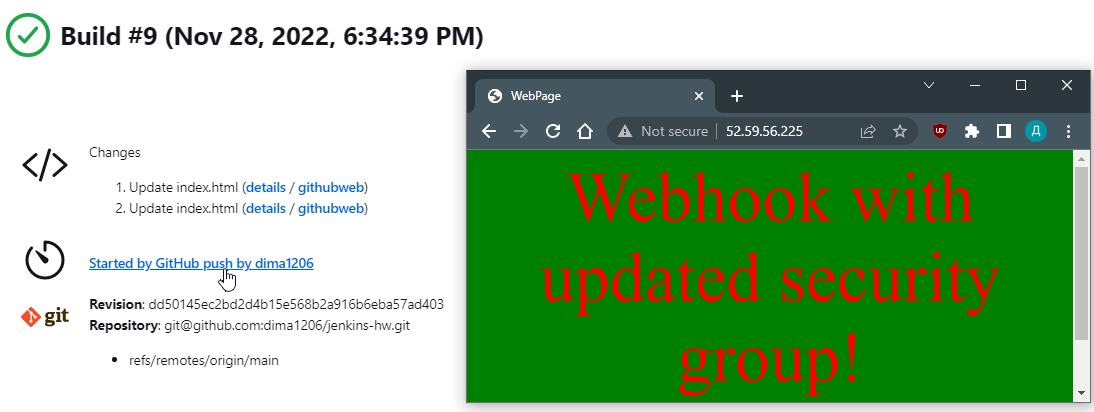 Build #9 (Nov 28, 2022, 6:34:39 PM)
Changes
1. Update index.html (details / githubweb)
2. Update index.html (details / githubweb)
Started by GitHub push by dima1206
git
Revision: dd50145ec2bd2d4b15e568b2a916b6eba57ad403
Repository: git@github.com:dima1206/jenkins-hw.git
refs/remotes/origin/main
WebPage
Not secure
52.59.56.225
Д
Webhook with
updated security
group!